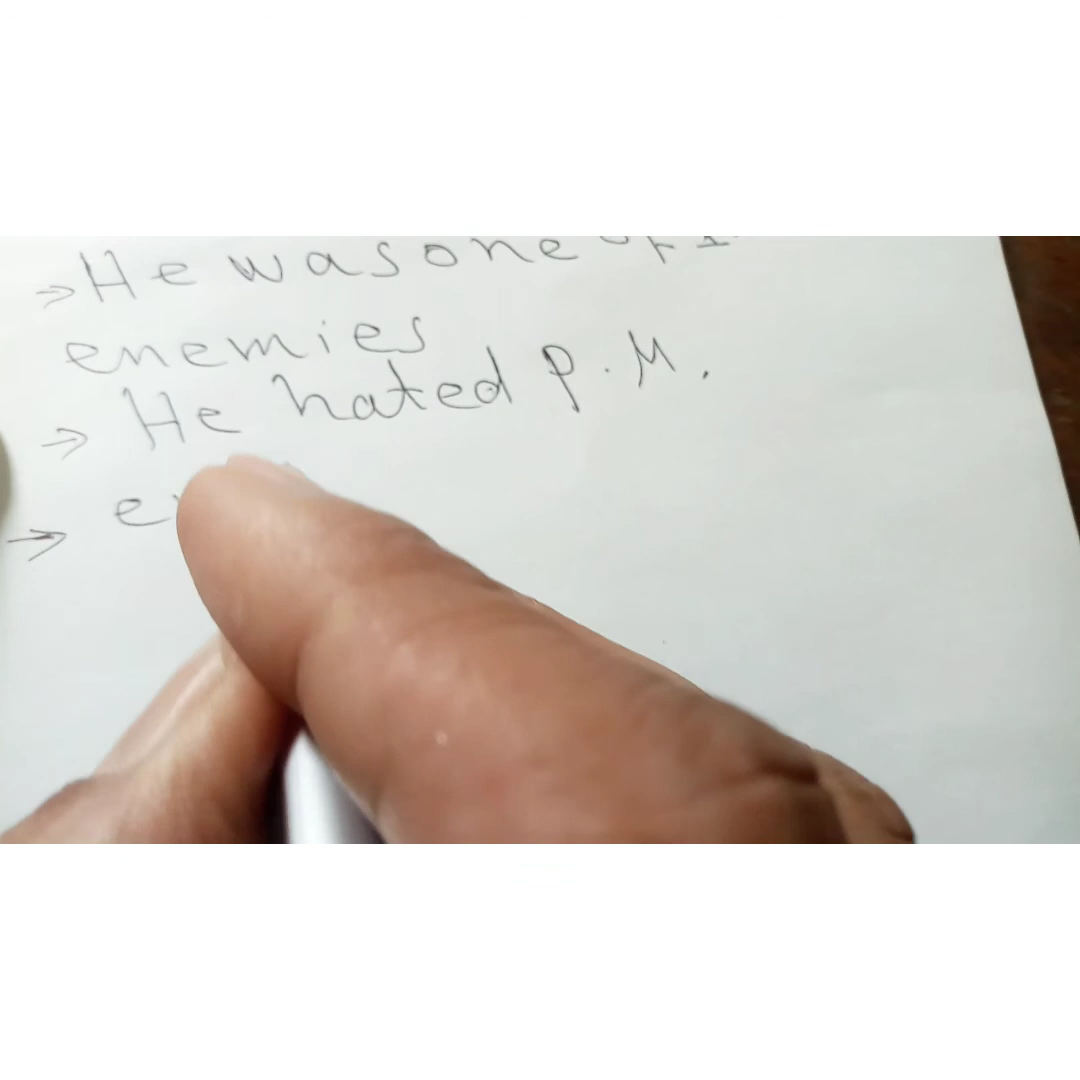 → He was one
enemies
→ He hated P.M.
→ e